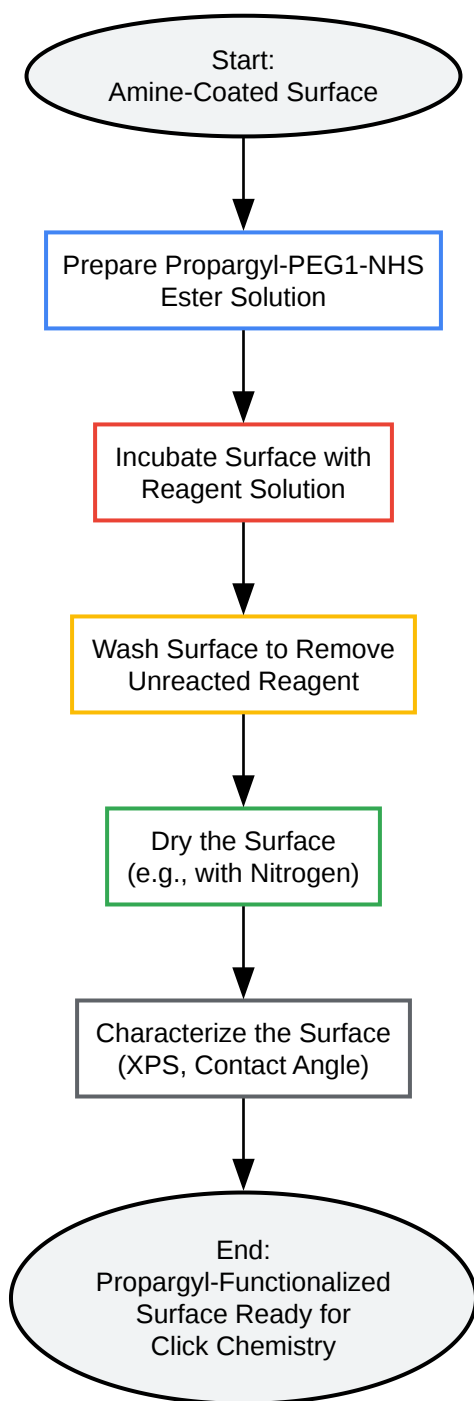 Start:
Amine-Coated Surface
Prepare Propargyl-PEG1-NHS
Ester Solution
Incubate Surface with
Reagent Solution
Wash Surface to Remove
Unreacted Reagent
Dry the Surface
(e.g., with Nitrogen)
Characterize the Surface
(XPS, Contact Angle)
End:
Propargyl-Functionalized
Surface Ready for
Click Chemistry